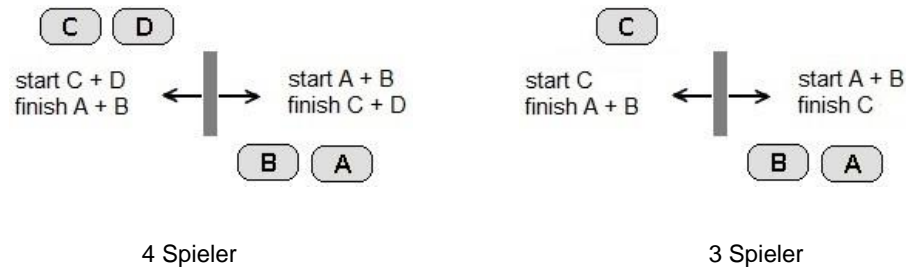 C D
start C + D
finish A + B
start A + B
finish C + D
B A
4 Spieler
C
start C
finish A + B
start A + B
finish C
B A
3 Spieler